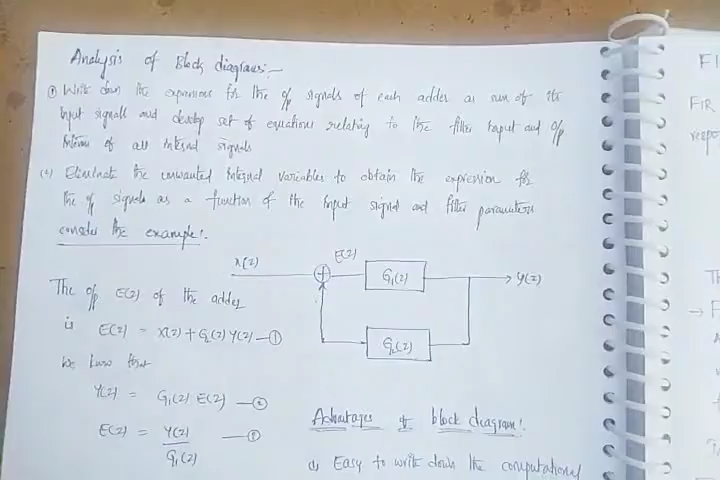 Analysis of Block diagrams:-
① Write down the expressions for the o/p signals of each adder as sum of its
Input signals and develop set of equations relating to the filter Input and o/p
Interms of all internal signals
(2) Eliminate the unwanted Internal variables to obtain the expression for
the o/p signals as a function of the Input signal and filter parameters
consider the example:
X(z)
E(z)
+
G₁(z)
Y(z)
G₂(z)
The o/p E(z) of the adder
is E(z) = X(z) + G₂(z) Y(z) — ①
We know that
Y(z) = G₁(z) E(z) — ②
E(z) = Y(z) / G₁(z)
Advantages of block diagram:
(1) Easy to write down the computational
FI
FIR
respo
Th
→ F